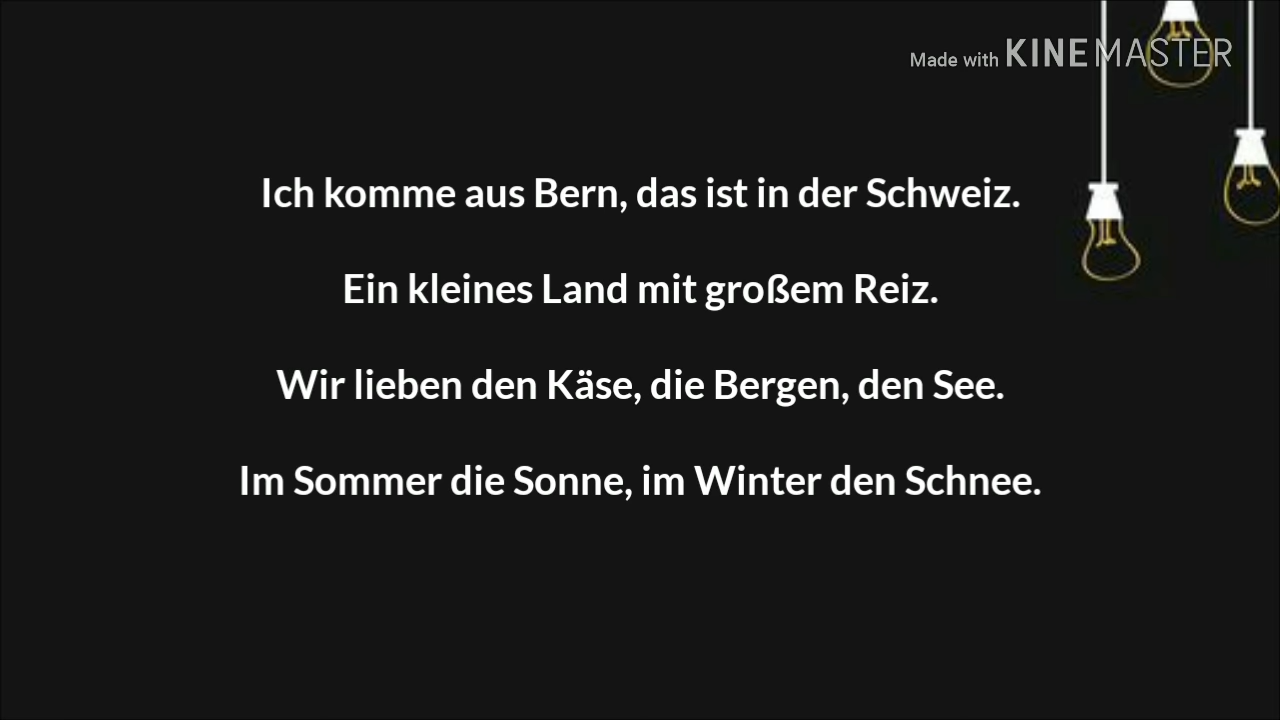 Made with KINEMASTER
Ich komme aus Bern, das ist in der Schweiz.
Ein kleines Land mit großem Reiz.
Wir lieben den Käse, die Bergen, den See.
Im Sommer die Sonne, im Winter den Schnee.